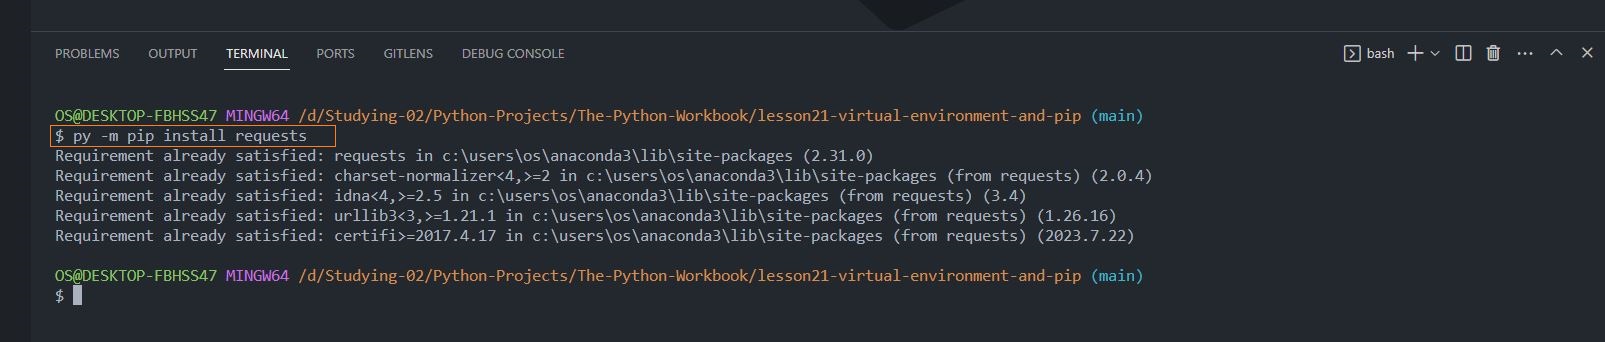 PROBLEMS OUTPUT TERMINAL PORTS GITLENS DEBUG CONSOLE bash
OS@DESKTOP-FBHSS47 MINGW64 /d/Studying-02/Python-Projects/The-Python-Workbook/lesson21-virtual-environment-and-pip (main)
$ py -m pip install requests
Requirement already satisfied: requests in c:\users\os\anaconda3\lib\site-packages (2.31.0)
Requirement already satisfied: charset-normalizer<4,>=2 in c:\users\os\anaconda3\lib\site-packages (from requests) (2.0.4)
Requirement already satisfied: idna<4,>=2.5 in c:\users\os\anaconda3\lib\site-packages (from requests) (3.4)
Requirement already satisfied: urllib3<3,>=1.21.1 in c:\users\os\anaconda3\lib\site-packages (from requests) (1.26.16)
Requirement already satisfied: certifi>=2017.4.17 in c:\users\os\anaconda3\lib\site-packages (from requests) (2023.7.22)
OS@DESKTOP-FBHSS47 MINGW64 /d/Studying-02/Python-Projects/The-Python-Workbook/lesson21-virtual-environment-and-pip (main)
$